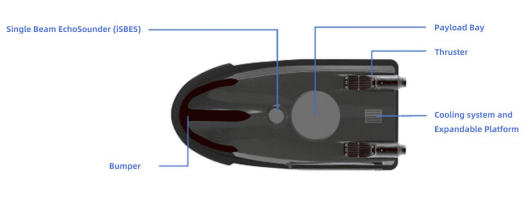 Single Beam EchoSounder (iSBES)
Payload Bay
Thruster
Cooling system and
Expandable Platform
Bumper